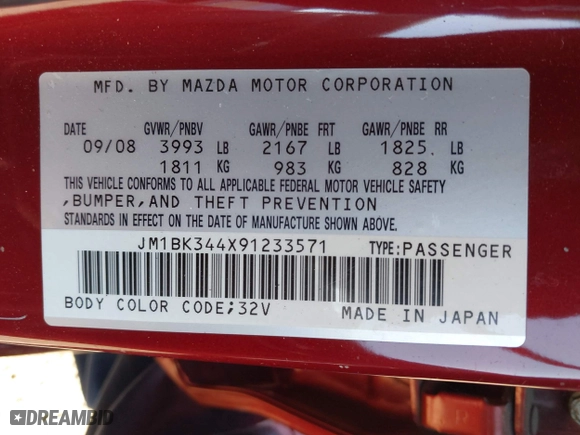 MFD. BY MAZDA MOTOR CORPORATION
DATE GVWR/PNBV GAWR/PNBE FRT GAWR/PNBE RR
09/08 3993 LB 2167 LB 1825 LB
1811 KG 983 KG 828 KG
THIS VEHICLE CONFORMS TO ALL APPLICABLE FEDERAL MOTOR VEHICLE SAFETY
,BUMPER,AND THEFT PREVENTION
STANDARDS IN EFFECT ON THE DATE OF MANUFACTURE SHOWN ABOVE.
JM1BK344X91233571 TYPE:PASSENGER
BODY COLOR CODE;32V MADE IN JAPAN
DREAMBID